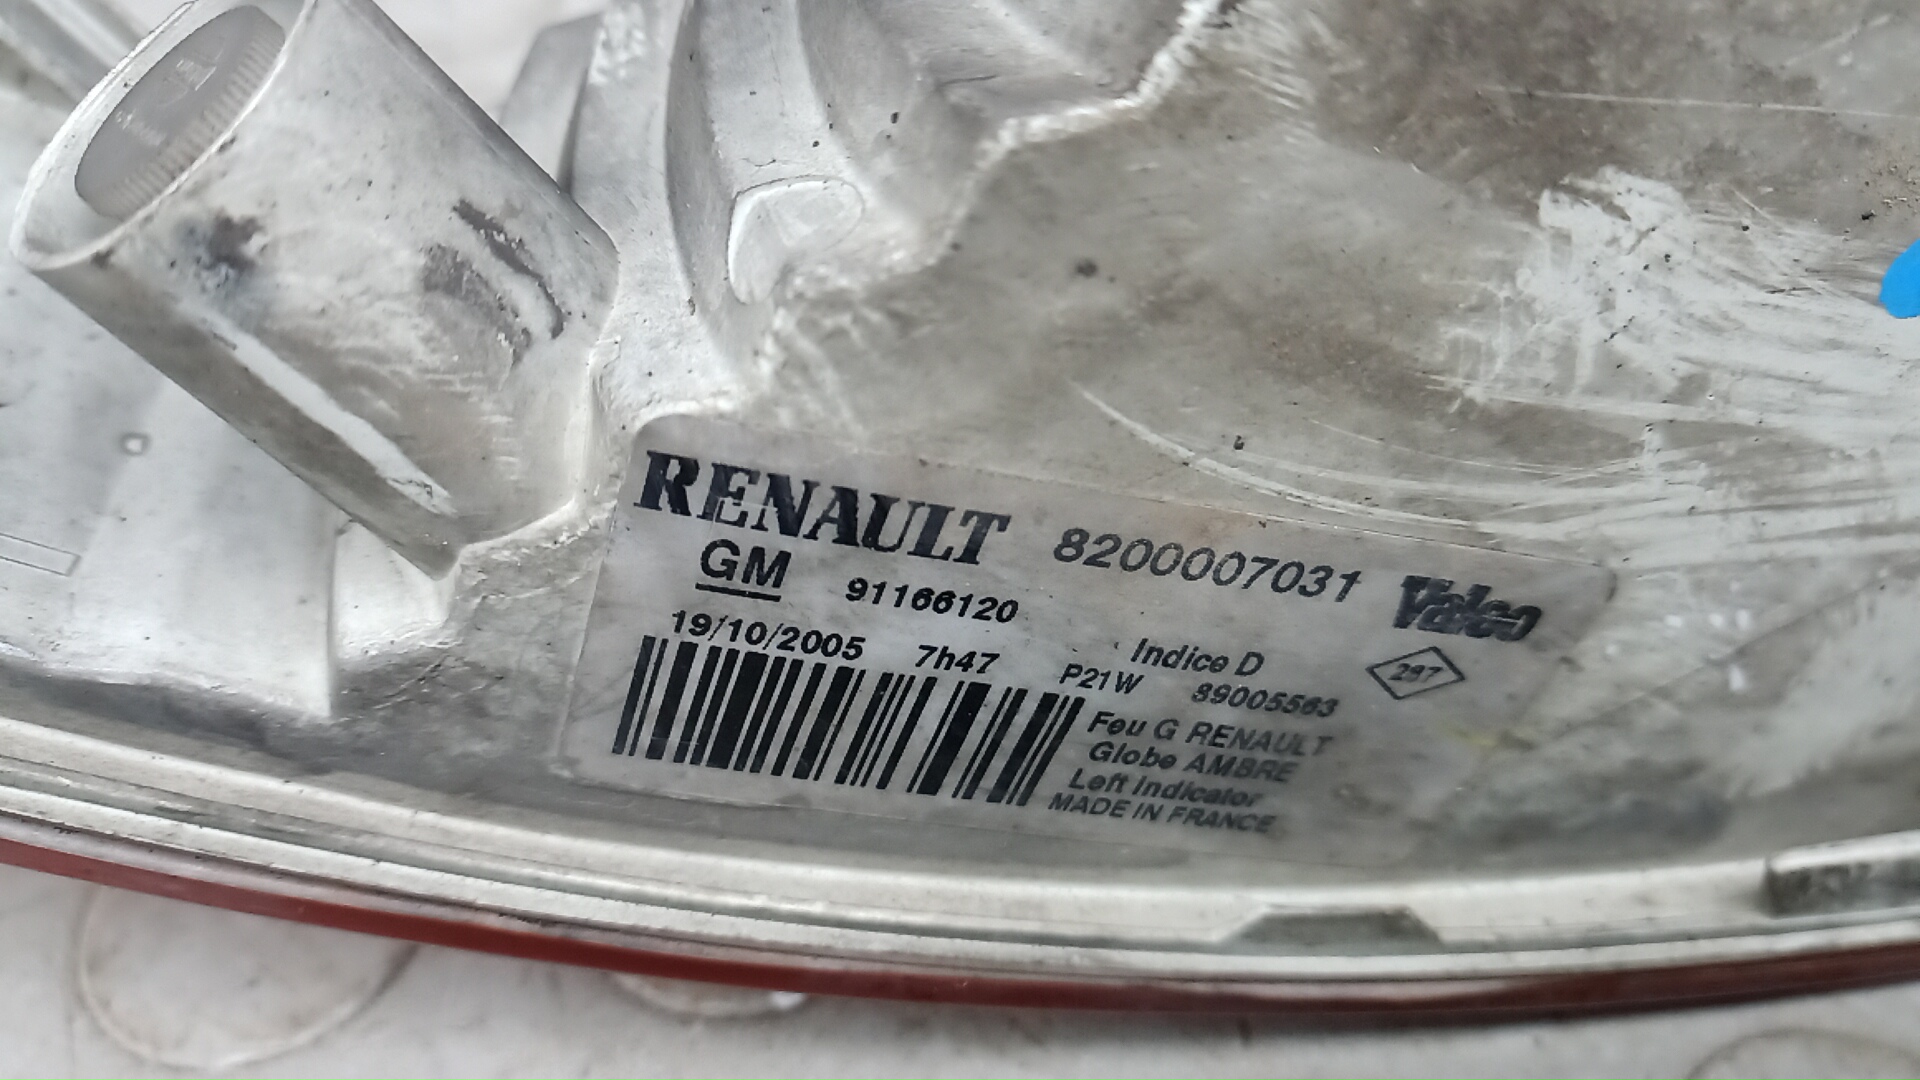 RENAULT 8200007031 Valeo
GM 91166120
19/10/2005 7h47 Indice D 297
P21W 89005563
Feu G RENAULT
Globe AMBRE
Left Indicator
MADE IN FRANCE